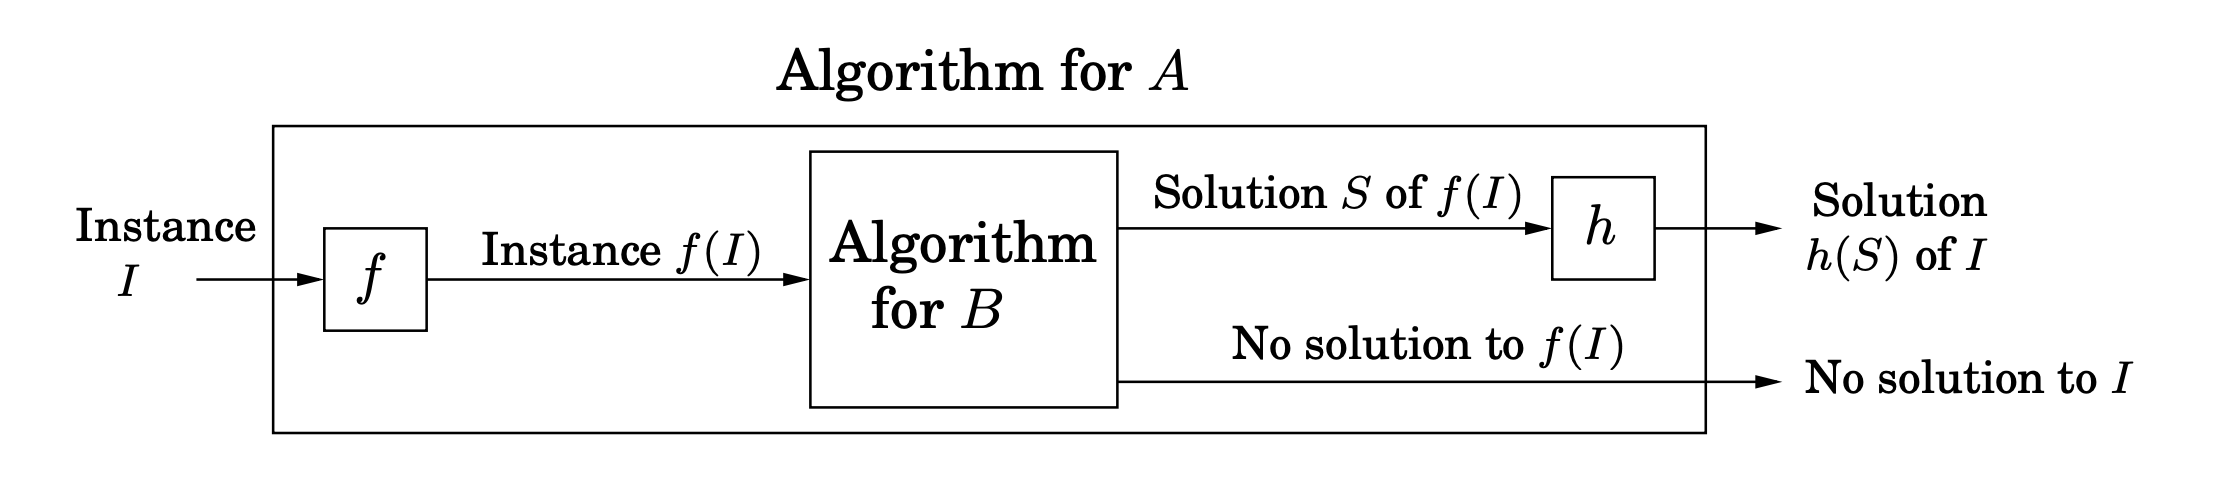 Algorithm for A
Instance
I
f
Instance f(I)
Algorithm
for B
Solution S of f(I)
h
Solution
h(S) of I
No solution to f(I)
No solution to I